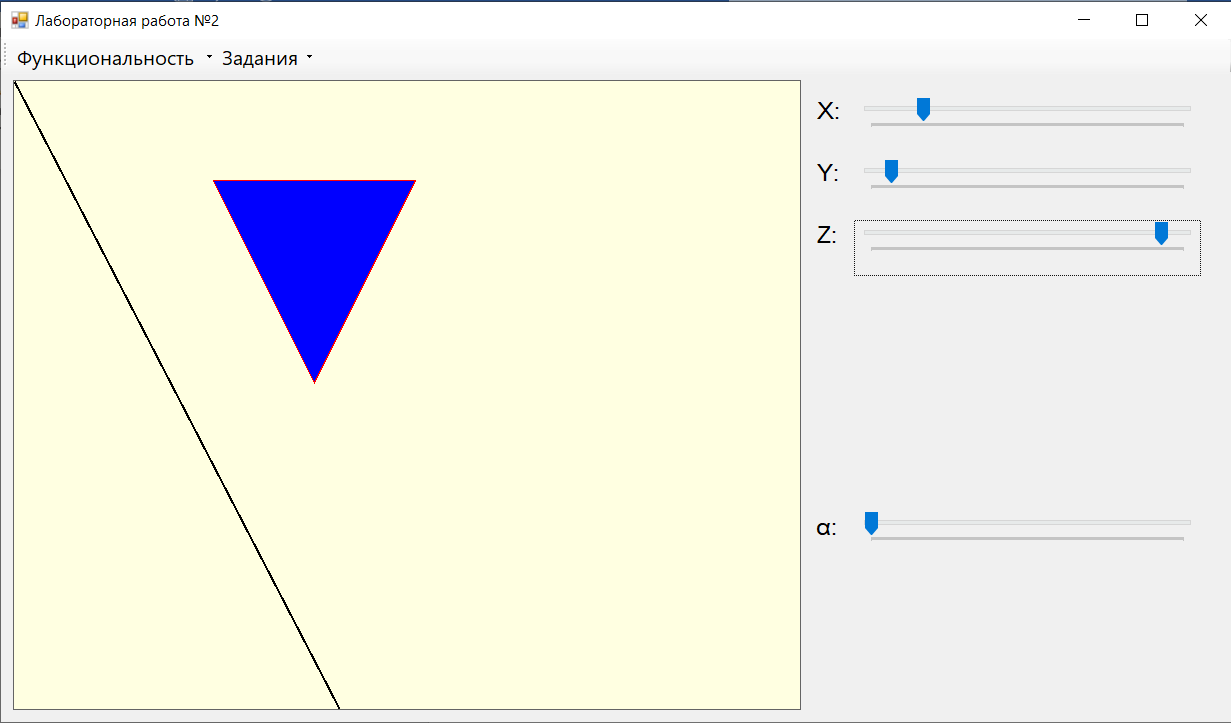 Лабораторная работа №2
Функциональность Задания
X:
Y:
Z:
α: